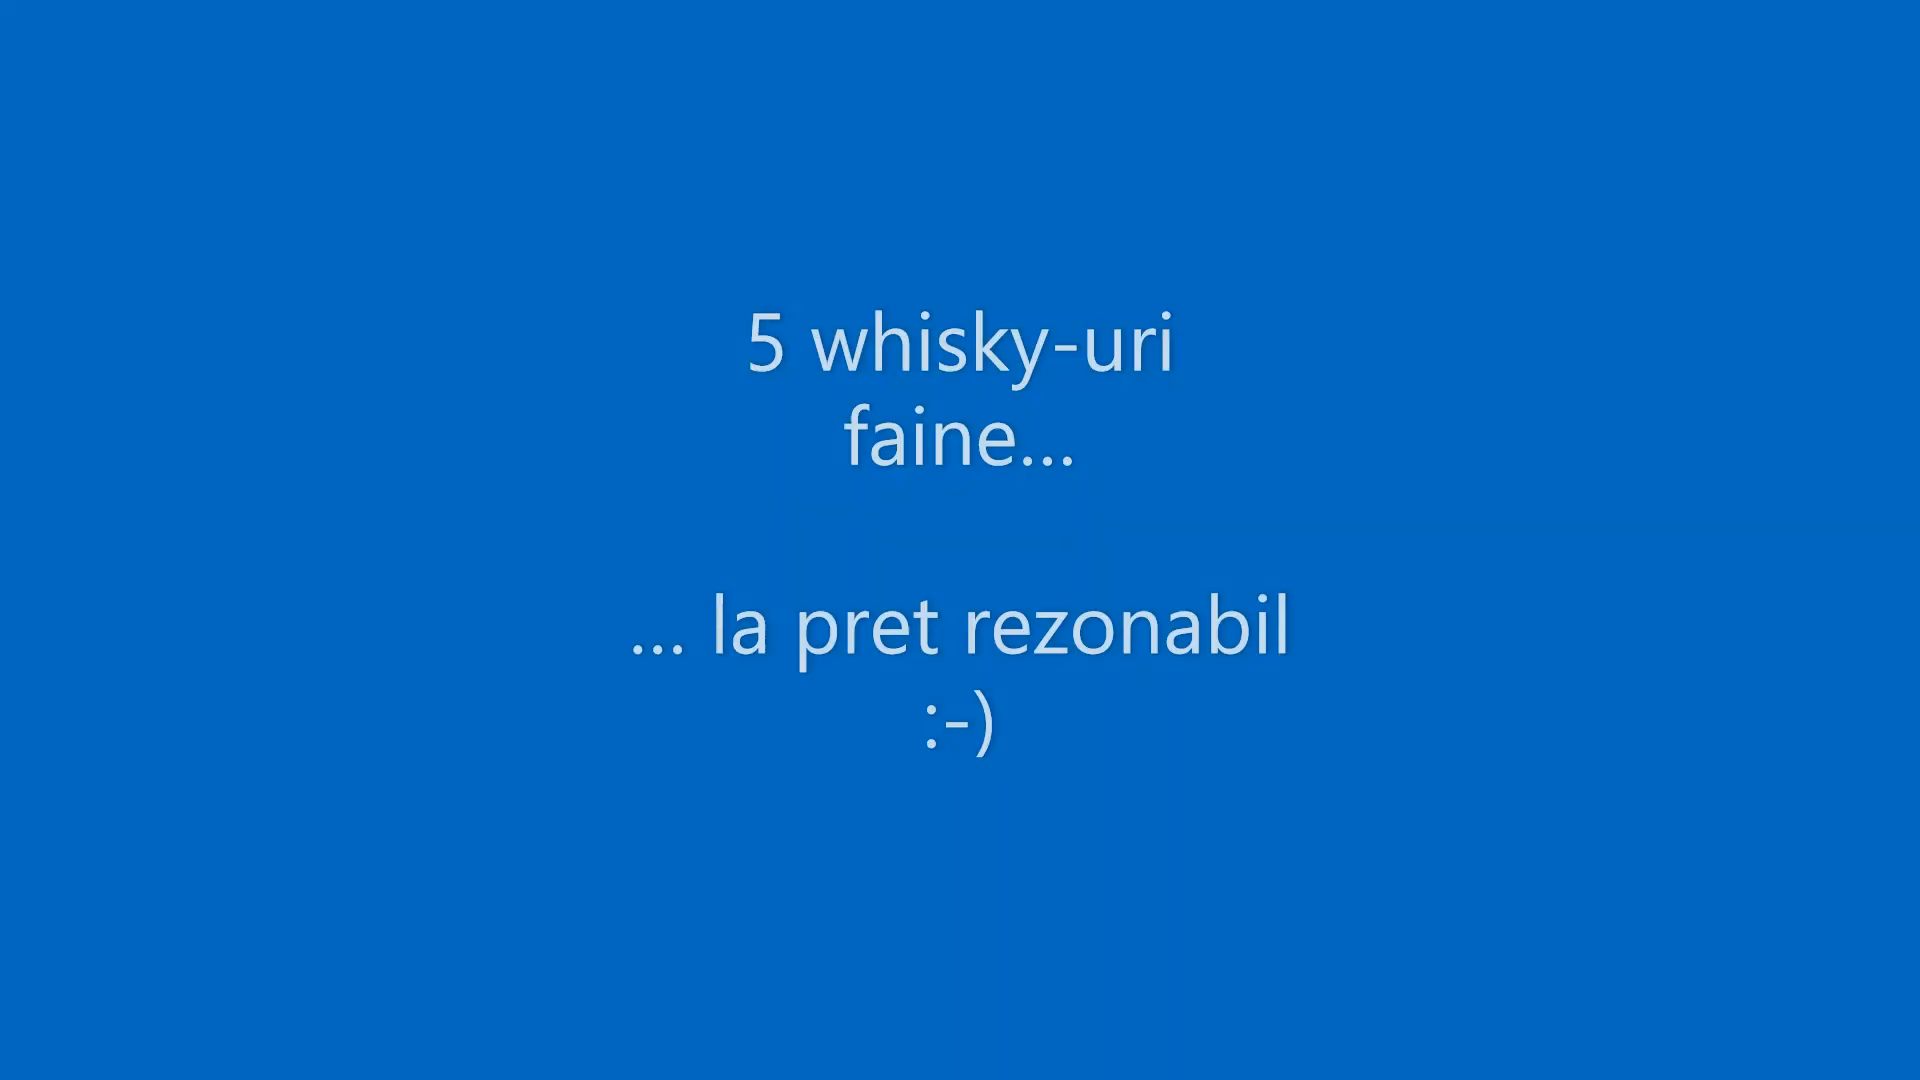 5 whisky-uri
faine...
... la pret rezonabil
:-)